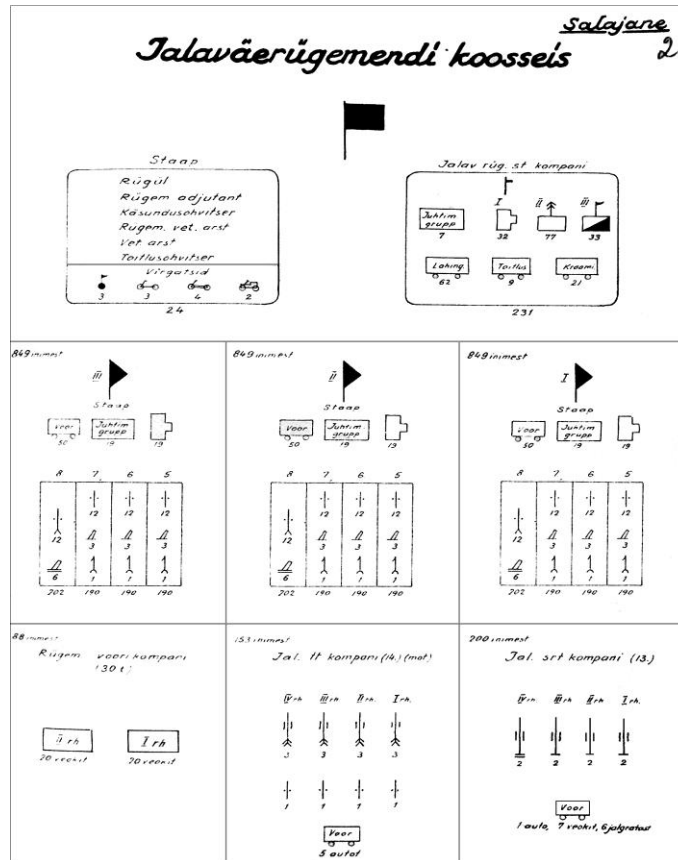 Salajane
2
Jalaväerügemendi koosseis
Staap
Rügül
Rügem adjutant
Käsundusohvitser
Rügem. vet. arst
Vet arst
Toitlusohvitser
Virgatsid
3 3 4 2
24
Jalav rüg. st kompani
I II III
Juhtim
grupp
7 32 77 33
Lahing. Toitlus Kraami
62 9 21
231
849 inimest
III
Staap
Voor Juhtim grupp
50 19 19
8 7 6 5
12 12 12
12 3 3 3
6 1 1 1
202 190 190 190
849 inimest
II
Staap
Voor Juhtim grupp
50 19 19
8 7 6 5
12 12 12
12 3 3 3
6 1 1 1
202 190 190 190
849 inimest
I
Staap
Voor Juhtim grupp
50 19 19
8 7 6 5
12 12 12
12 3 3 3
6 1 1 1
202 190 190 190
88 inimest
Rügem voori kompani
(30 t)
II rh I rh
20 veokit 20 veokit
153 inimest
Jal. tt kompani (14.) (mot)
IV rh III rh II rh. I rh.
3 3 3 3
1 1 1 1
Voor
5 autot
200 inimest
Jal. srt kompani (13.)
IV rh. III rh. II rh. I rh.
2 2 2 2
Voor
1 auto, 7 veokit, 6 jalgratast